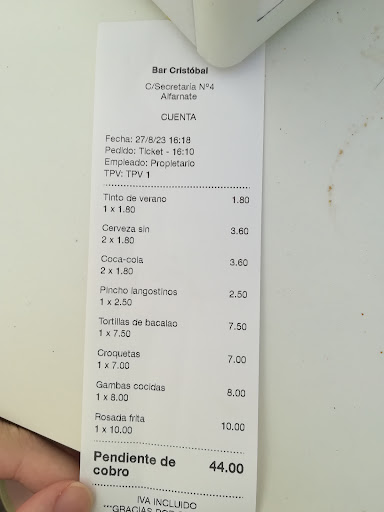 Bar Cristóbal
C/Secretaria Nº4
Alfarnate
CUENTA
Fecha: 27/8/23 16:18
Pedido: Ticket - 16:10
Empleado: Propietario
TPV: TPV 1
Tinto de verano 1.80
1 x 1.80
Cerveza sin 3.60
2 x 1.80
Coca-cola 3.60
2 x 1.80
Pincho langostinos 2.50
1 x 2.50
Tortillas de bacalao 7.50
1 x 7.50
Croquetas 7.00
1 x 7.00
Gambas cocidas 8.00
1 x 8.00
Rosada frita 10.00
1 x 10.00
Pendiente de cobro 44.00
IVA INCLUIDO
***GRACIAS POR